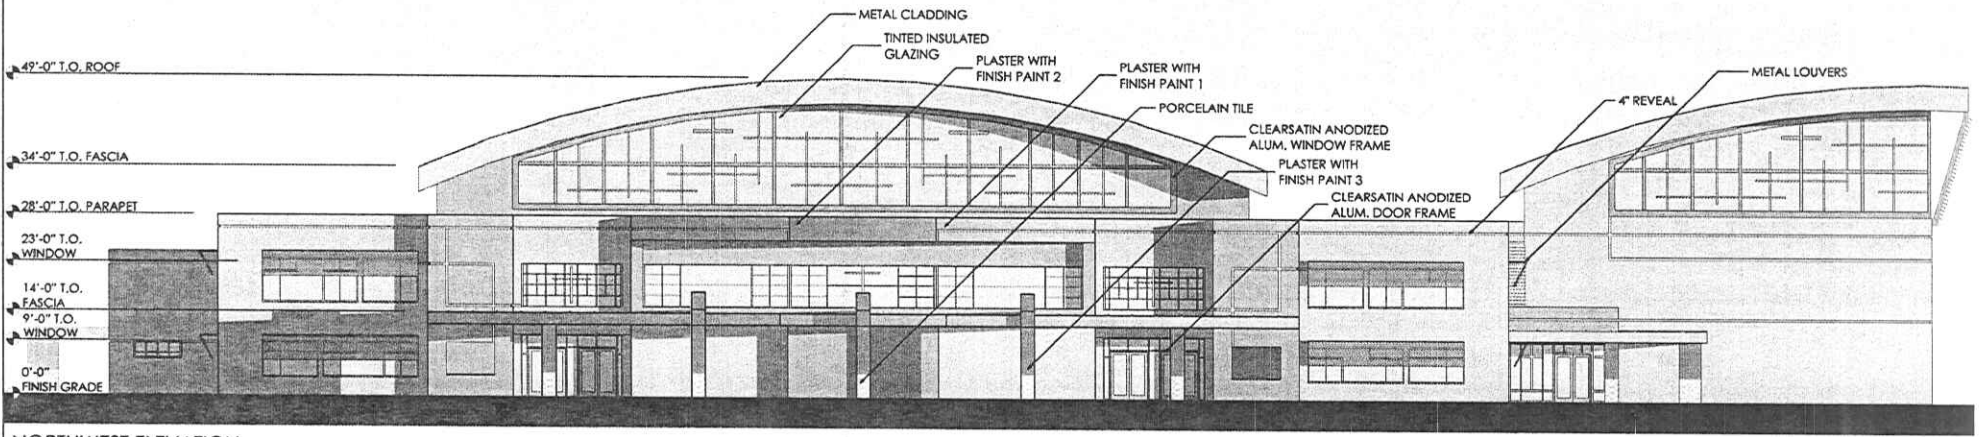 METAL CLADDING
TINTED INSULATED
GLAZING
PLASTER WITH
FINISH PAINT 2
PLASTER WITH
FINISH PAINT 1
PORCELAIN TILE
CLEARSATIN ANODIZED
ALUM. WINDOW FRAME
PLASTER WITH
FINISH PAINT 3
CLEARSATIN ANODIZED
ALUM. DOOR FRAME
4" REVEAL
METAL LOUVERS
49'-0" T.O. ROOF
34'-0" T.O. FASCIA
28'-0" T.O. PARAPET
23'-0" T.O.
WINDOW
14'-0" T.O.
FASCIA
9'-0" T.O.
WINDOW
0'-0"
FINISH GRADE
NORTHWEST ELEVATION